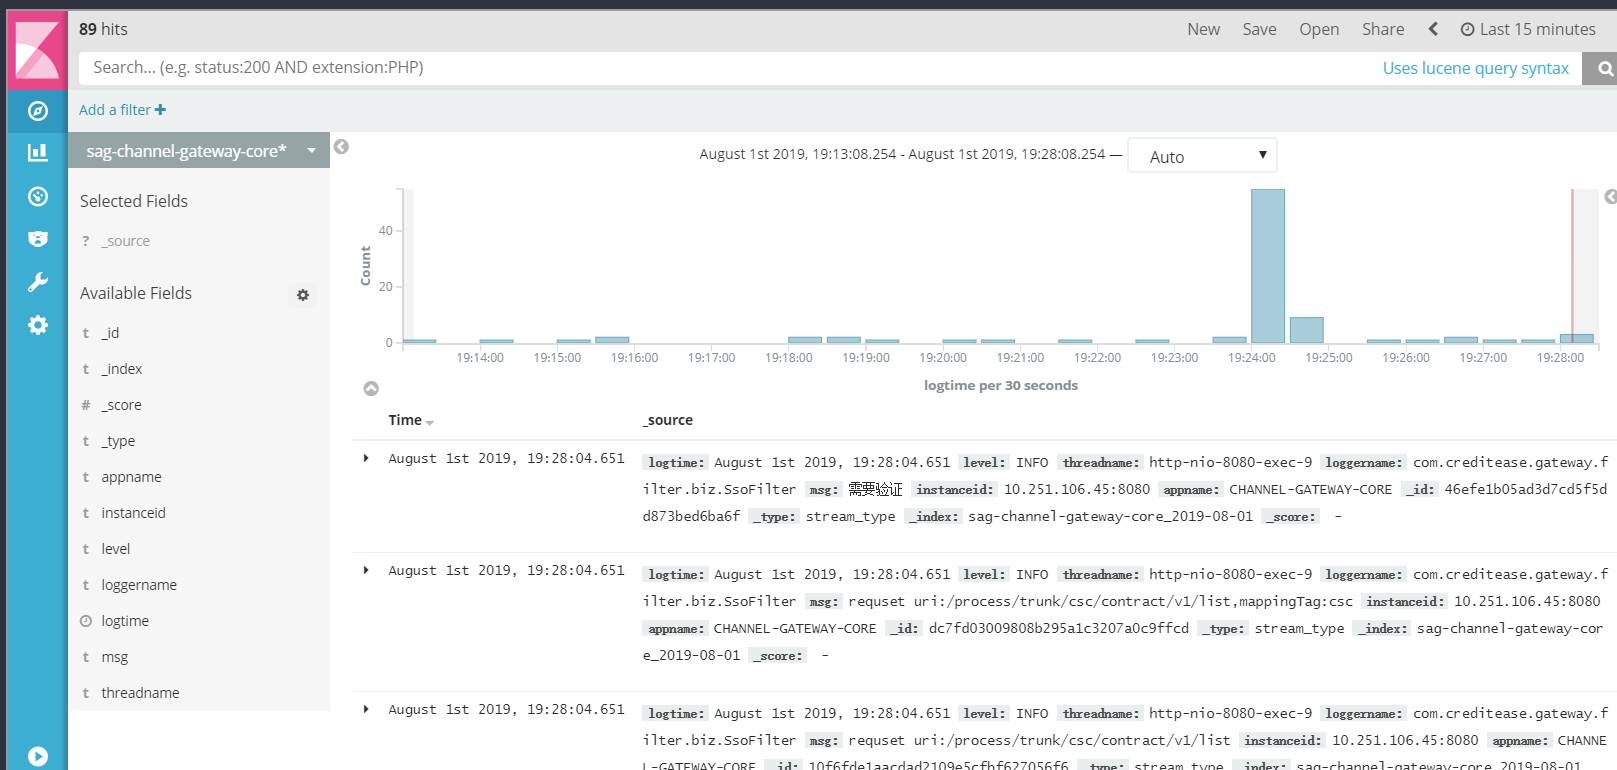 89 hits
New Save Open Share Last 15 minutes
Search... (e.g. status:200 AND extension:PHP)
Uses lucene query syntax
Add a filter
sag-channel-gateway-core*
Selected Fields
? _source
Available Fields
t _id
t _index
# _score
t _type
t appname
t instanceid
t level
t loggername
logtime
t msg
t threadname
August 1st 2019, 19:13:08.254 - August 1st 2019, 19:28:08.254 — Auto
Count
40
20
0
19:14:00 19:15:00 19:16:00 19:17:00 19:18:00 19:19:00 19:20:00 19:21:00 19:22:00 19:23:00 19:24:00 19:25:00 19:26:00 19:27:00 19:28:00
logtime per 30 seconds
Time _source
August 1st 2019, 19:28:04.651 logtime: August 1st 2019, 19:28:04.651 level: INFO threadname: http-nio-8080-exec-9 loggername: com.creditease.gateway.f
ilter.biz.SsoFilter msg: 需要验证 instanceid: 10.251.106.45:8080 appname: CHANNEL-GATEWAY-CORE _id: 46efe1b05ad3d7cd5f5d
d873bed6ba6f _type: stream_type _index: sag-channel-gateway-core_2019-08-01 _score: -
August 1st 2019, 19:28:04.651 logtime: August 1st 2019, 19:28:04.651 level: INFO threadname: http-nio-8080-exec-9 loggername: com.creditease.gateway.f
ilter.biz.SsoFilter msg: requset uri:/process/trunk/csc/contract/v1/list,mappingTag:csc instanceid: 10.251.106.45:8080
appname: CHANNEL-GATEWAY-CORE _id: dc7fd03009808b295a1c3207a0c9ffcd _type: stream_type _index: sag-channel-gateway-cor
e_2019-08-01 _score: -
August 1st 2019, 19:28:04.651 logtime: August 1st 2019, 19:28:04.651 level: INFO threadname: http-nio-8080-exec-9 loggername: com.creditease.gateway.f
ilter.biz.SsoFilter msg: requset uri:/process/trunk/csc/contract/v1/list instanceid: 10.251.106.45:8080 appname: CHANNE
L-GATEWAY-CORE _id: 10f6fde1aacdad2109e5cfbf627056f6 _type: stream_type _index: sag-channel-gateway-core_2019-08-01